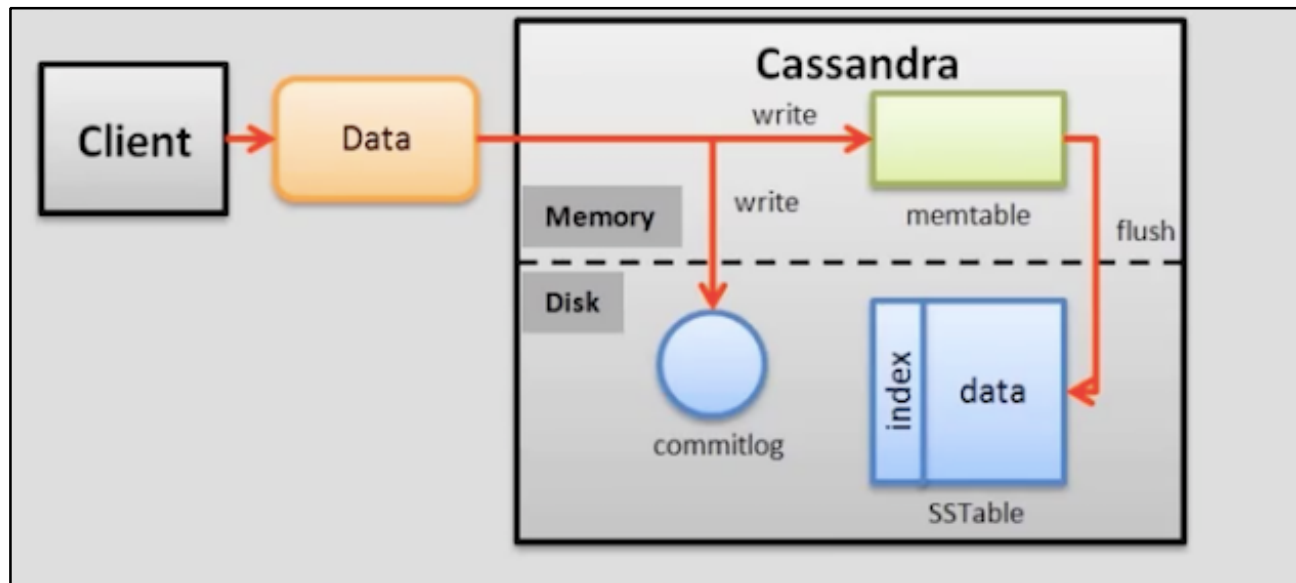 Cassandra
Client
Data
write
write
memtable
Memory
flush
Disk
commitlog
index
data
SSTable